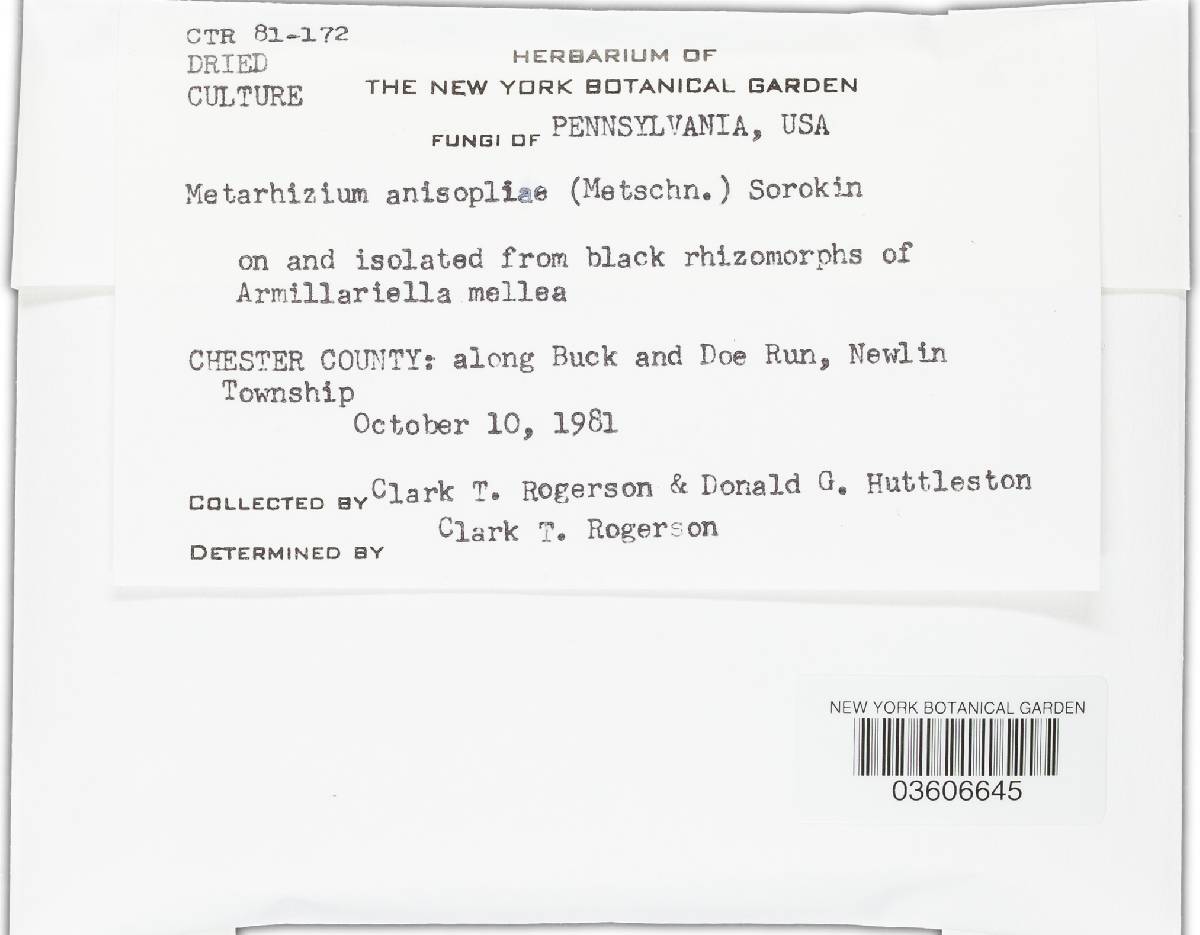 CTR 81-172
DRIED
CULTURE
HERBARIUM OF
THE NEW YORK BOTANICAL GARDEN
FUNGI OF PENNSYLVANIA, USA
Metarhizium anisopliae (Metschn.) Sorokin
on and isolated from black rhizomorphs of
Armillariella mellea
CHESTER COUNTY: along Buck and Doe Run, Newlin
Township
October 10, 1981
COLLECTED BY Clark T. Rogerson & Donald G. Huttleston
Clark T. Rogerson
DETERMINED BY
NEW YORK BOTANICAL GARDEN
03606645